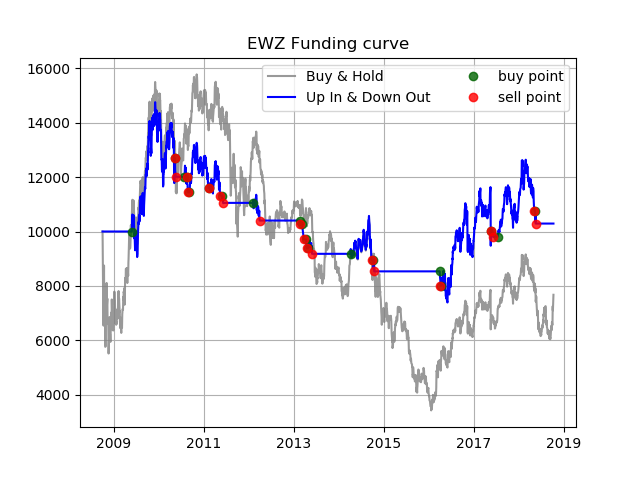 EWZ Funding curve
16000
14000
12000
10000
8000
6000
4000
Buy & Hold
Up In & Down Out
buy point
sell point
2009 2011 2013 2015 2017 2019